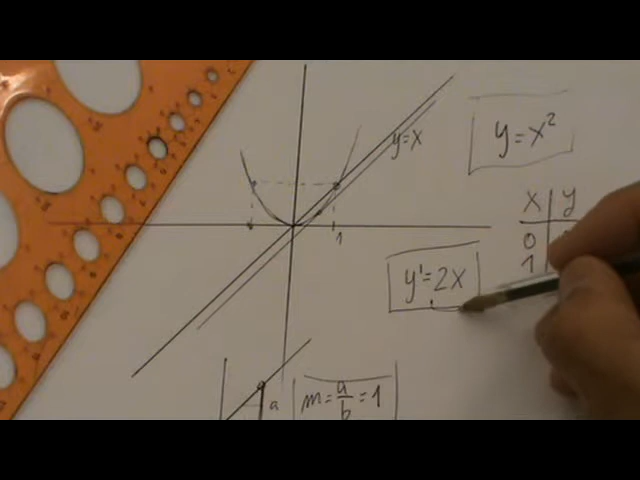 y=x
y=x²
x y
0
1
1
y'=2x
a
m=a/b=1